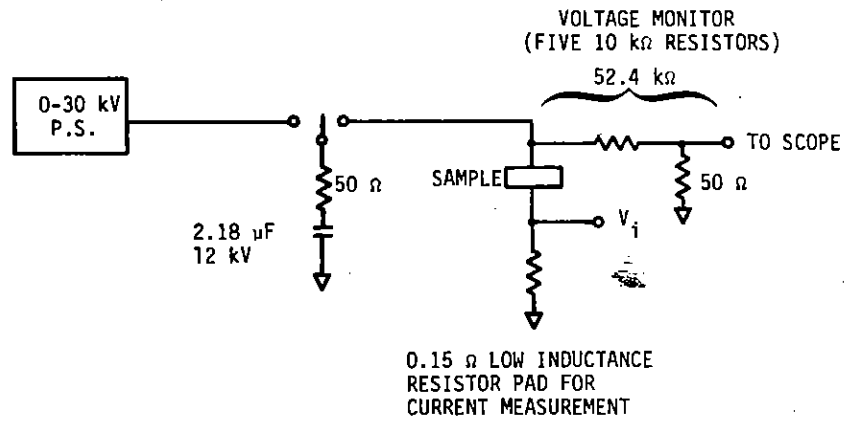 VOLTAGE MONITOR
(FIVE 10 kΩ RESISTORS)
52.4 kΩ
0-30 kV
P.S.
TO SCOPE
50 Ω
SAMPLE
50 Ω
V_i
2.18 µF
12 kV
0.15 Ω LOW INDUCTANCE
RESISTOR PAD FOR
CURRENT MEASUREMENT